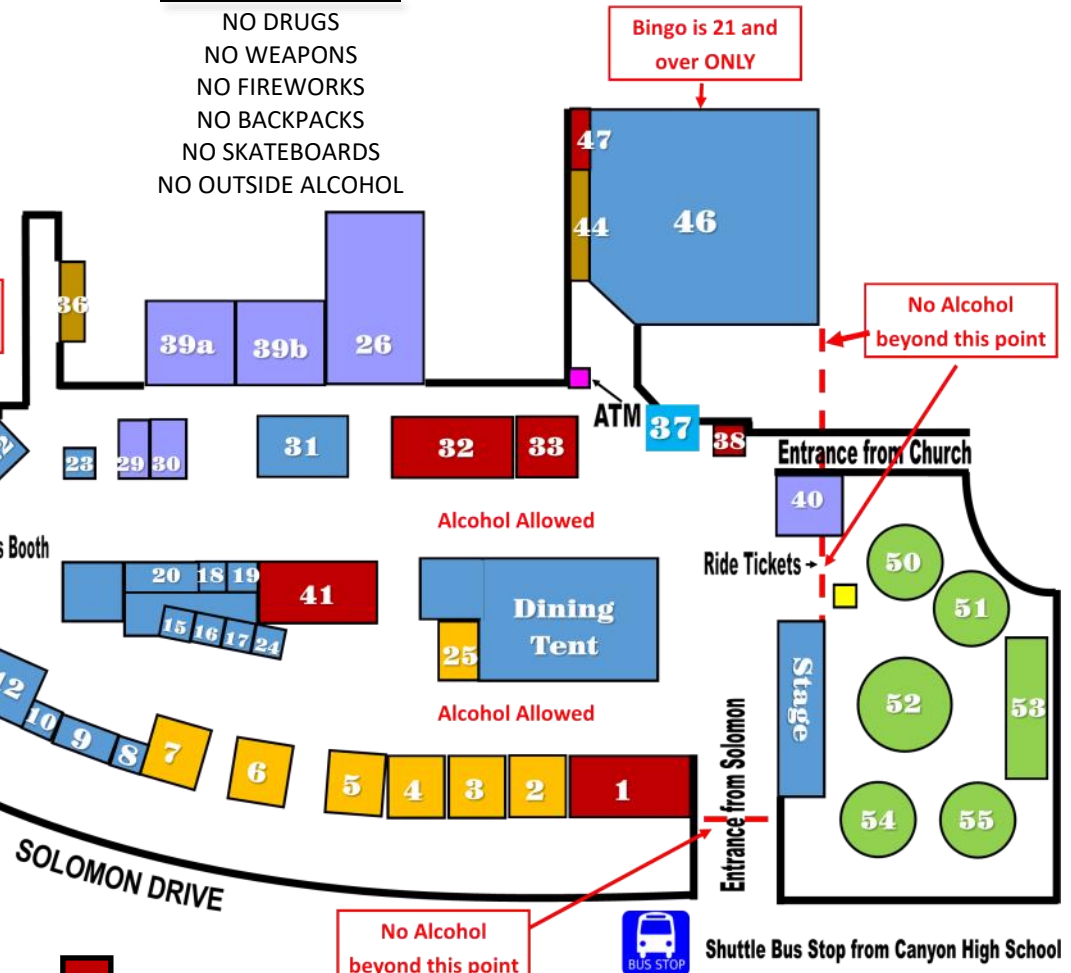 NO DRUGS
NO WEAPONS
NO FIREWORKS
NO BACKPACKS
NO SKATEBOARDS
NO OUTSIDE ALCOHOL
Bingo is 21 and
over ONLY
47
44
46
36
39a
39b
26
No Alcohol
beyond this point
ATM
37
38
Entrance from Church
23
29
30
31
32
33
40
Alcohol Allowed
s Booth
Ride Tickets
50
51
20
18
19
41
15
16
17
24
Dining
Tent
25
Stage
52
53
Alcohol Allowed
12
10
9
8
7
6
5
4
3
2
1
Entrance from Solomon
54
55
SOLOMON DRIVE
No Alcohol
beyond this point
BUS STOP
Shuttle Bus Stop from Canyon High School